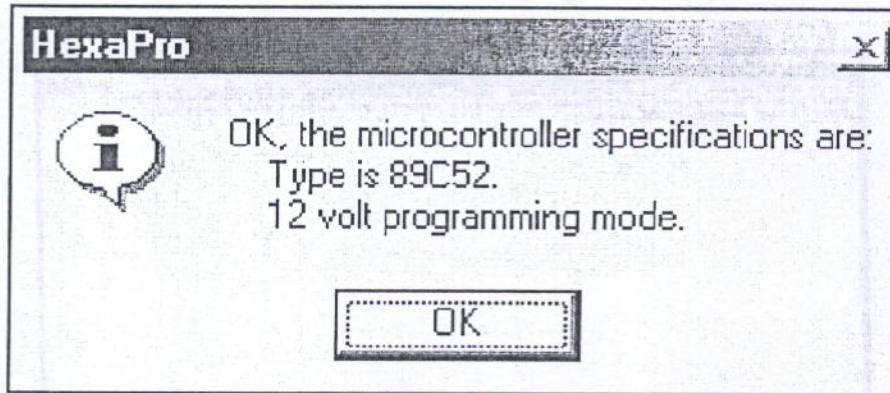 HexaPro
OK, the microcontroller specifications are:
Type is 89C52.
12 volt programming mode.
OK